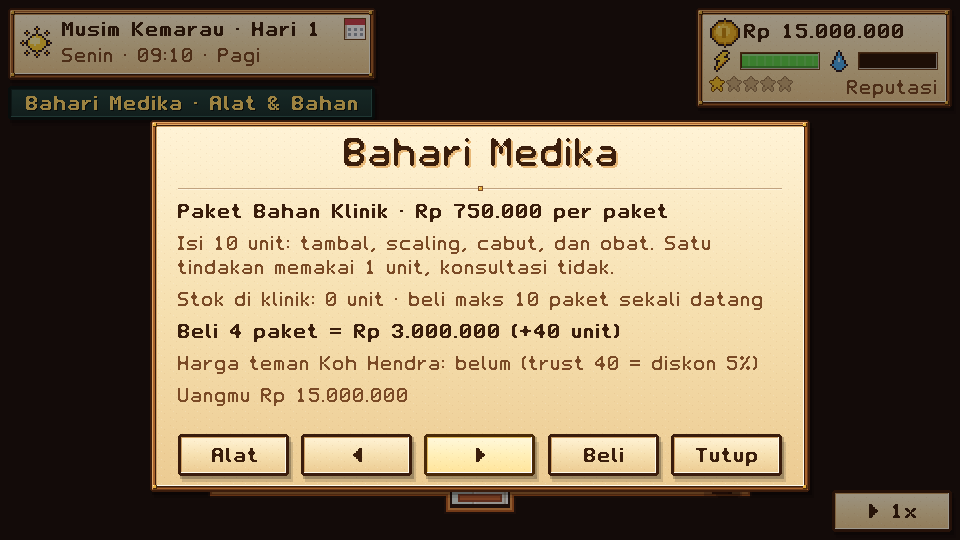 Musim Kemarau · Hari 1
Senin · 09:10 · Pagi
Rp 15.000.000
Reputasi
Bahari Medika · Alat & Bahan
Bahari Medika
Paket Bahan Klinik · Rp 750.000 per paket
Isi 10 unit: tambal, scaling, cabut, dan obat. Satu
tindakan memakai 1 unit, konsultasi tidak.
Stok di klinik: 0 unit · beli maks 10 paket sekali datang
Beli 4 paket = Rp 3.000.000 (+40 unit)
Harga teman Koh Hendra: belum (trust 40 = diskon 5%)
Uangmu Rp 15.000.000
Alat
Beli
Tutup
1x